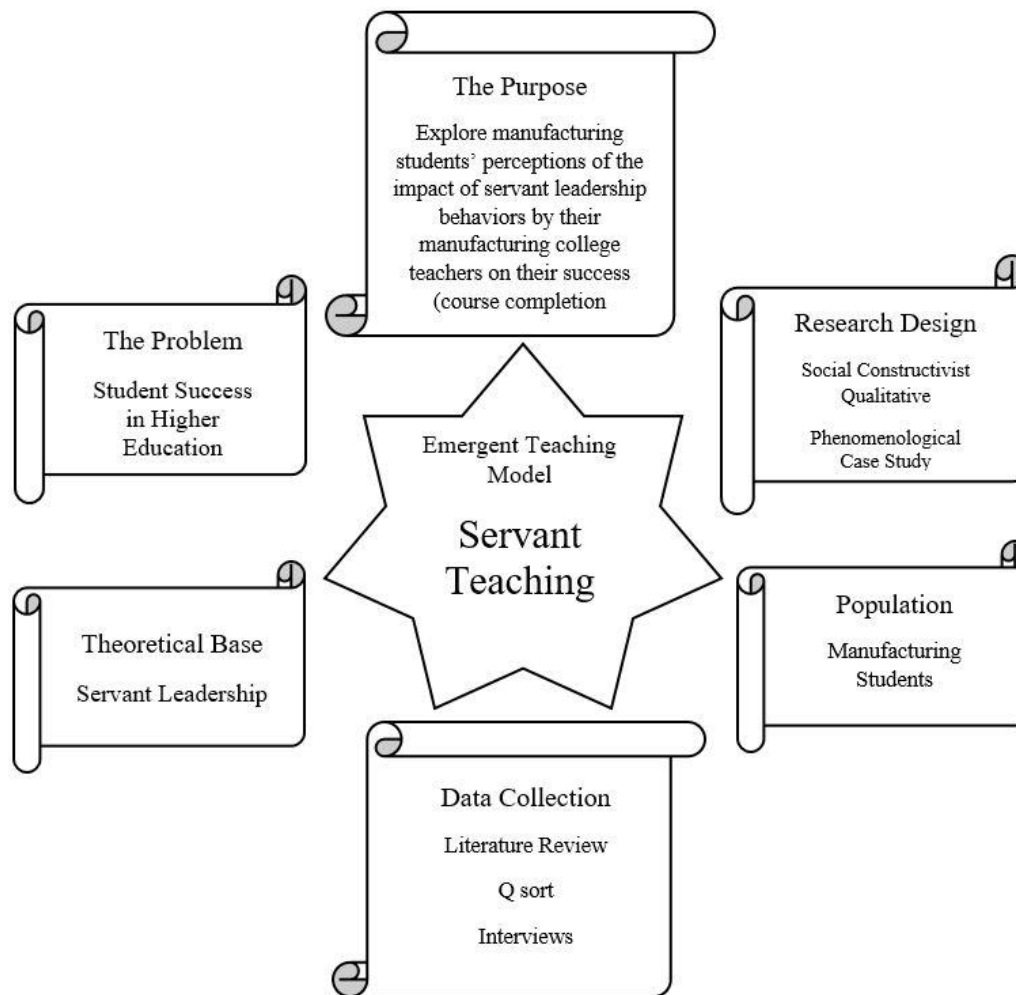 The Purpose
Explore manufacturing
students’ perceptions of the
impact of servant leadership
behaviors by their
manufacturing college
teachers on their success
(course completion
The Problem
Student Success
in Higher
Education
Research Design
Social Constructivist
Qualitative
Phenomenological
Case Study
Emergent Teaching
Model
Servant
Teaching
Theoretical Base
Servant Leadership
Population
Manufacturing
Students
Data Collection
Literature Review
Q sort
Interviews